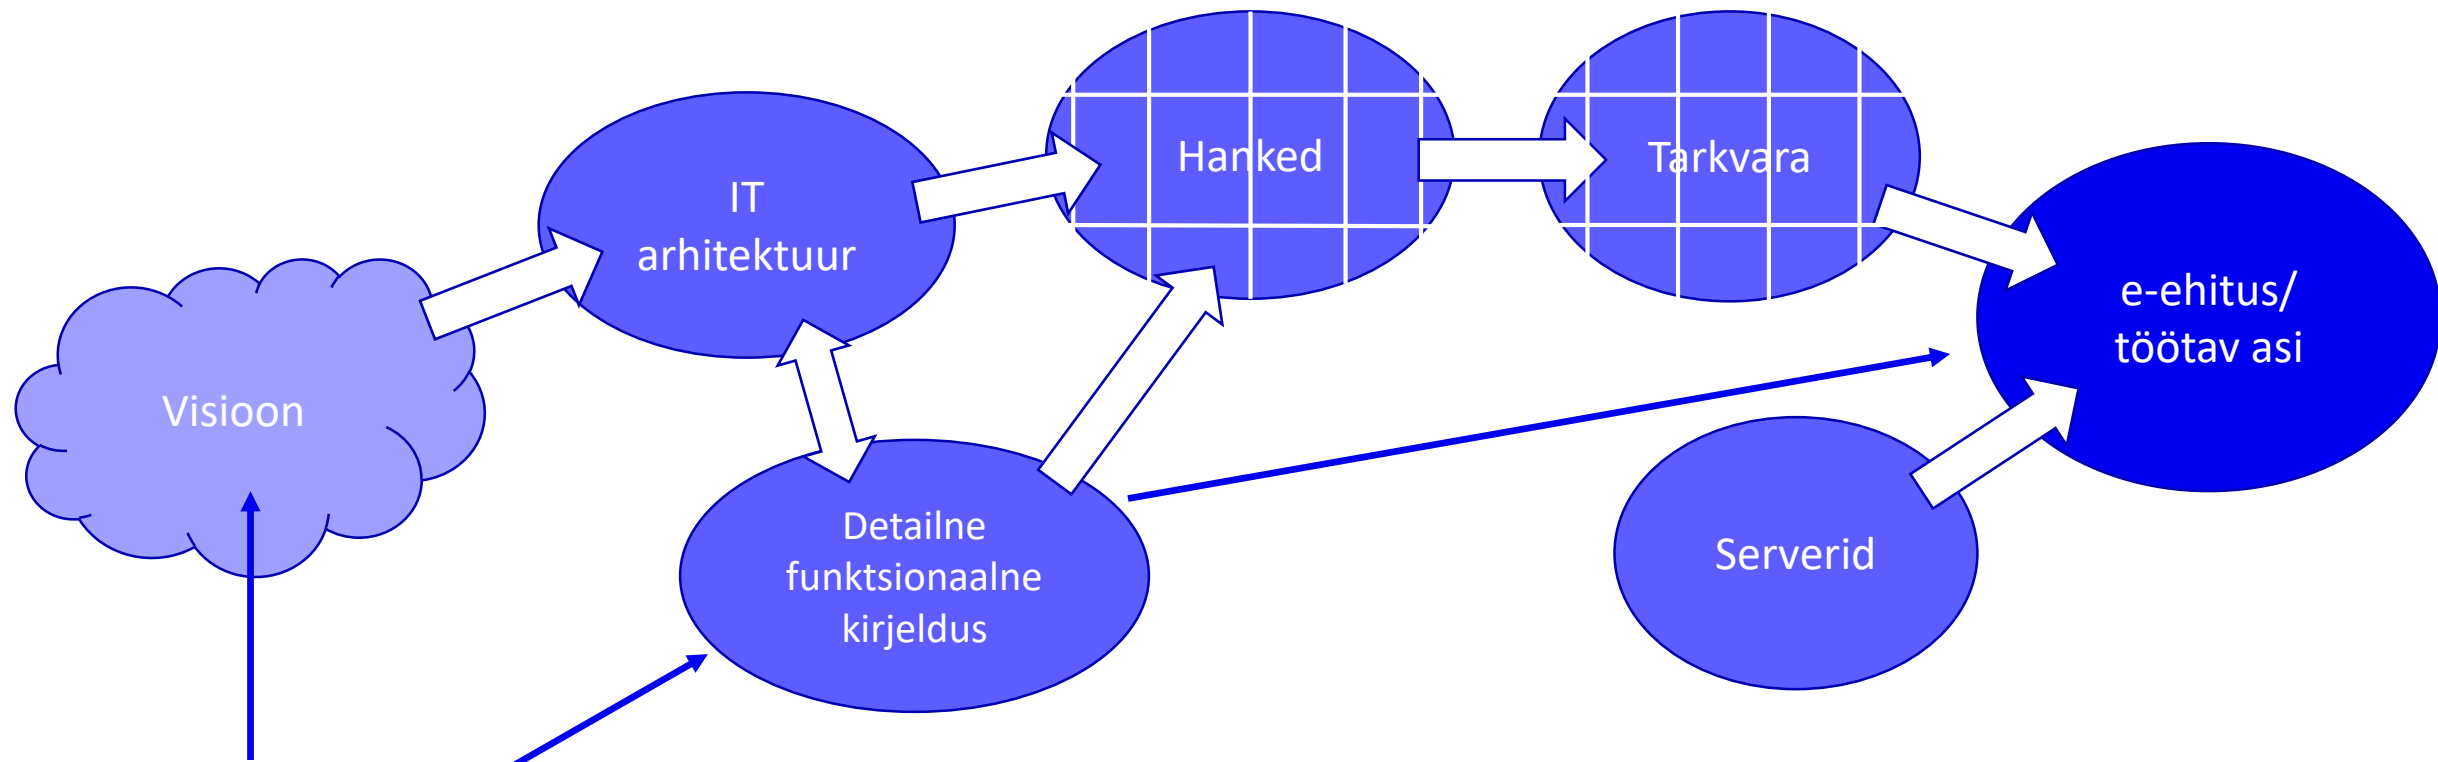 Visioon
IT
arhitektuur
Detailne
funktsionaalne
kirjeldus
Hanked
Tarkvara
Serverid
e-ehitus/
töötav asi